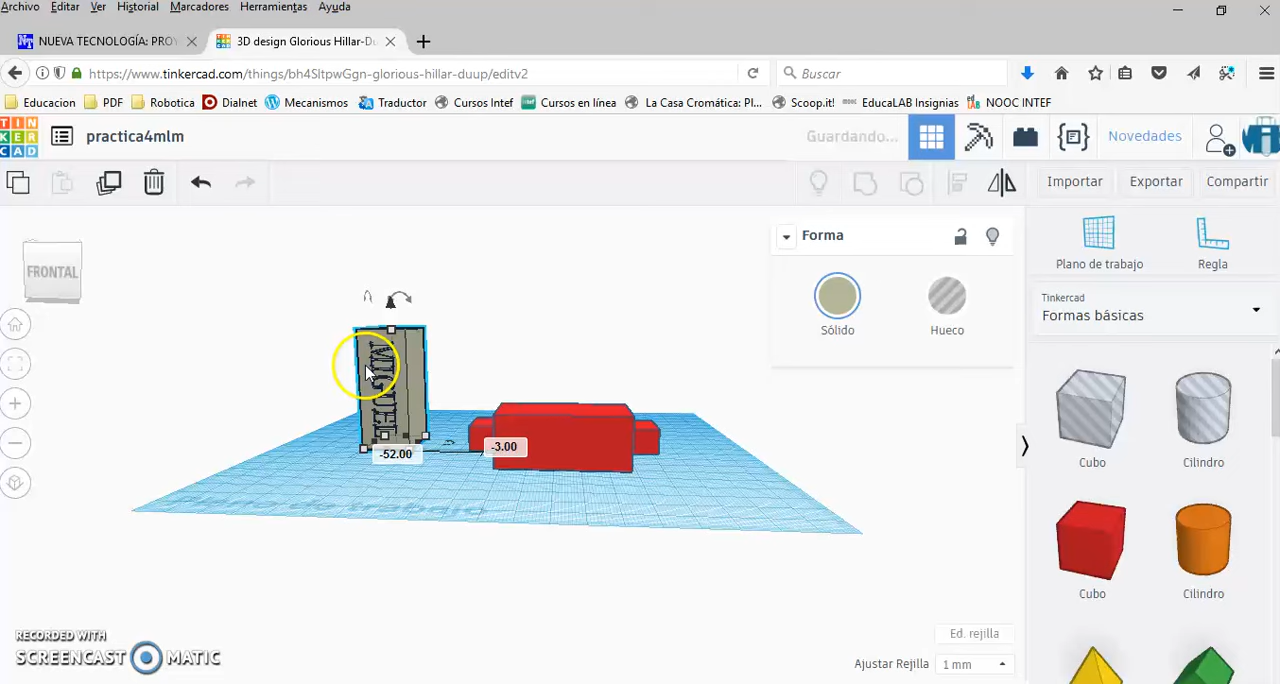 Archivo Editar Ver Historial Marcadores Herramientas Ayuda
NUEVA TECNOLOGÍA: PRO 3D design Glorious Hillar-Du
https://www.tinkercad.com/things/bh4SltpwGgn-glorious-hillar-duup/editv2 Buscar
Educacion PDF Robotica Dialnet Mecanismos Traductor Cursos Intef Cursos en línea La Casa Cromática: Pl... Scoop.it! EducaLAB Insignias NOOC INTEF
TIN
KER
CAD
practica4mlm Guardando... Novedades
Importar Exportar Compartir
Forma
Sólido Hueco
Plano de trabajo Regla
Tinkercad
Formas básicas
FRONTAL
MIGUEL
-52.00 -3.00
Cubo Cilindro
Cubo Cilindro
Ed. rejilla
Ajustar Rejilla 1 mm
RECORDED WITH
SCREENCAST MATIC